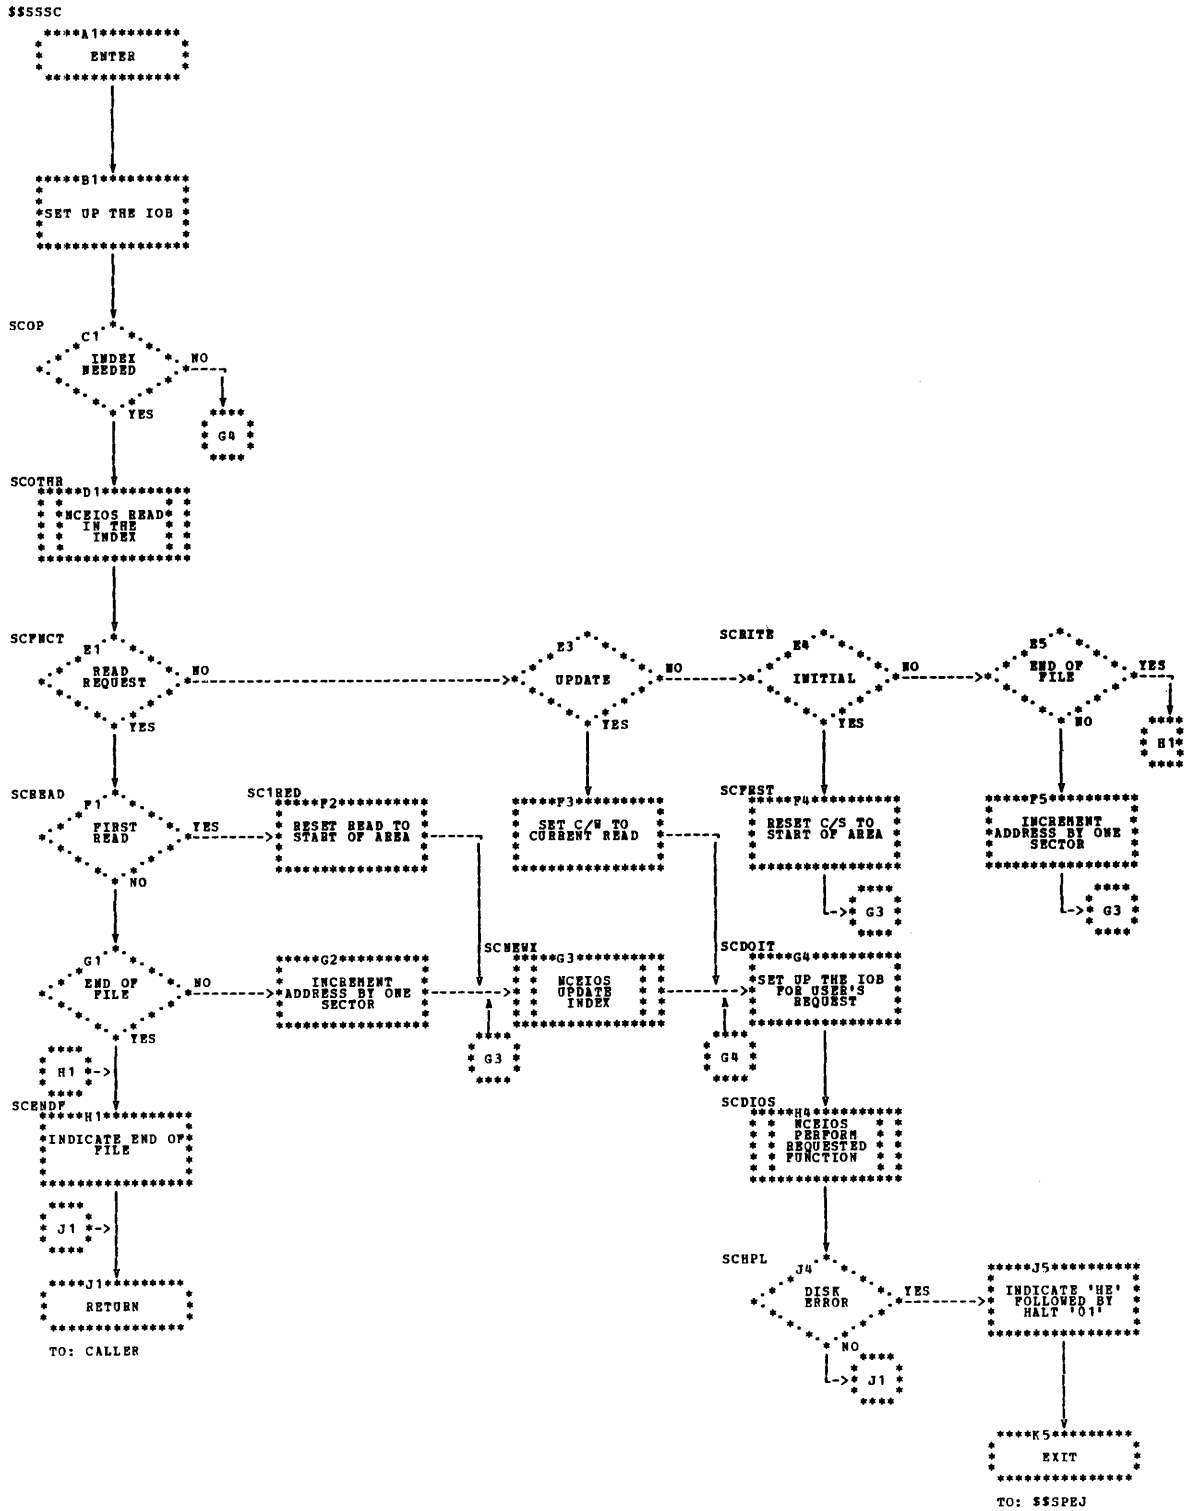 $$SSSC
A1
ENTER
B1
SET UP THE IOB
SCOP
C1
INDEX
NEEDED
NO
YES
G4
SCOTHR
D1
NCEIOS READ
IN THE
INDEX
SCFNCT
E1
READ
REQUEST
NO
YES
E3
UPDATE
NO
YES
SCRITE
E4
INITIAL
NO
YES
E5
END OF
FILE
YES
NO
H1
SCREAD
F1
FIRST
READ
YES
NO
SC1RED
F2
RESET READ TO
START OF AREA
F3
SET C/W TO
CURRENT READ
SCFRST
F4
RESET C/S TO
START OF AREA
F5
INCREMENT
ADDRESS BY ONE
SECTOR
G3
G3
G1
END OF
FILE
NO
YES
G2
INCREMENT
ADDRESS BY ONE
SECTOR
SCNEWX
G3
NCEIOS
UPDATE
INDEX
SCDOIT
G4
SET UP THE IOB
FOR USER'S
REQUEST
G3
G4
H1
SCENDF
H1
INDICATE END OF
FILE
SCDIOS
H4
NCEIOS
PERFORM
REQUESTED
FUNCTION
J1
J1
RETURN
TO: CALLER
SCHPL
J4
DISK
ERROR
YES
NO
J1
J5
INDICATE 'HE'
FOLLOWED BY
HALT '01'
K5
EXIT
TO: $$SPEJ